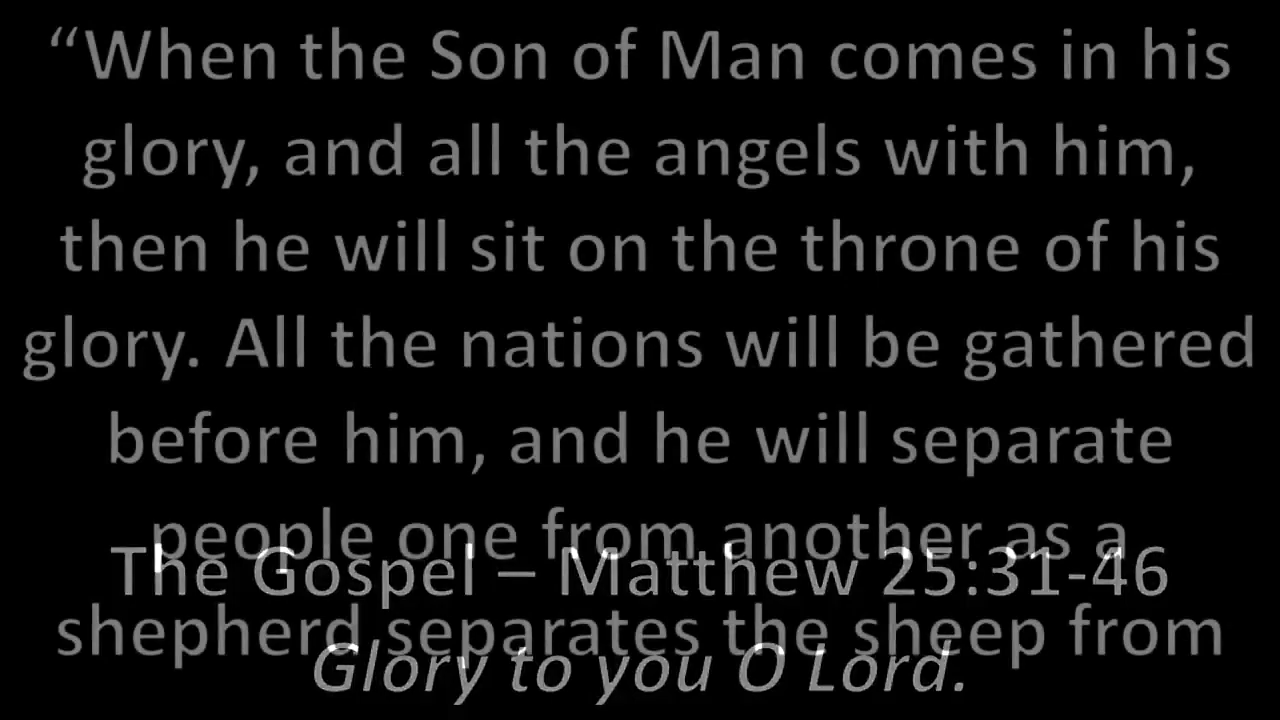 “When the Son of Man comes in his
glory, and all the angels with him,
then he will sit on the throne of his
glory. All the nations will be gathered
before him, and he will separate
people one from another as a
The Gospel – Matthew 25:31-46
shepherd separates the sheep from
Glory to you O Lord.